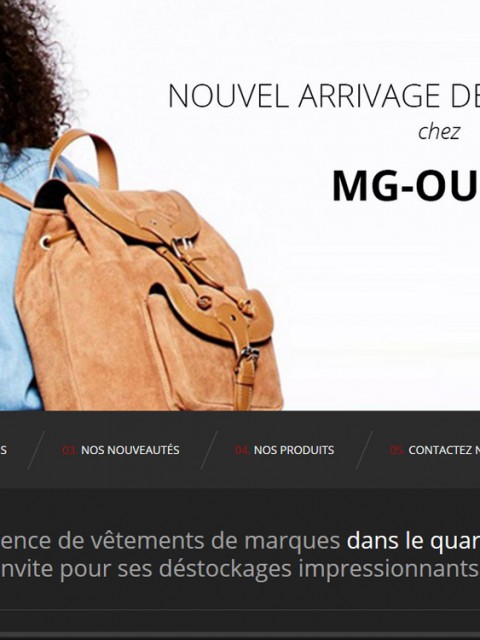 NOUVEL ARRIVAGE DE
chez
MG-OU
S 03. NOS NOUVEAUTÉS 04. NOS PRODUITS 05. CONTACTEZ N
ence de vêtements de marques dans le quar
nvite pour ses déstockages impressionnants